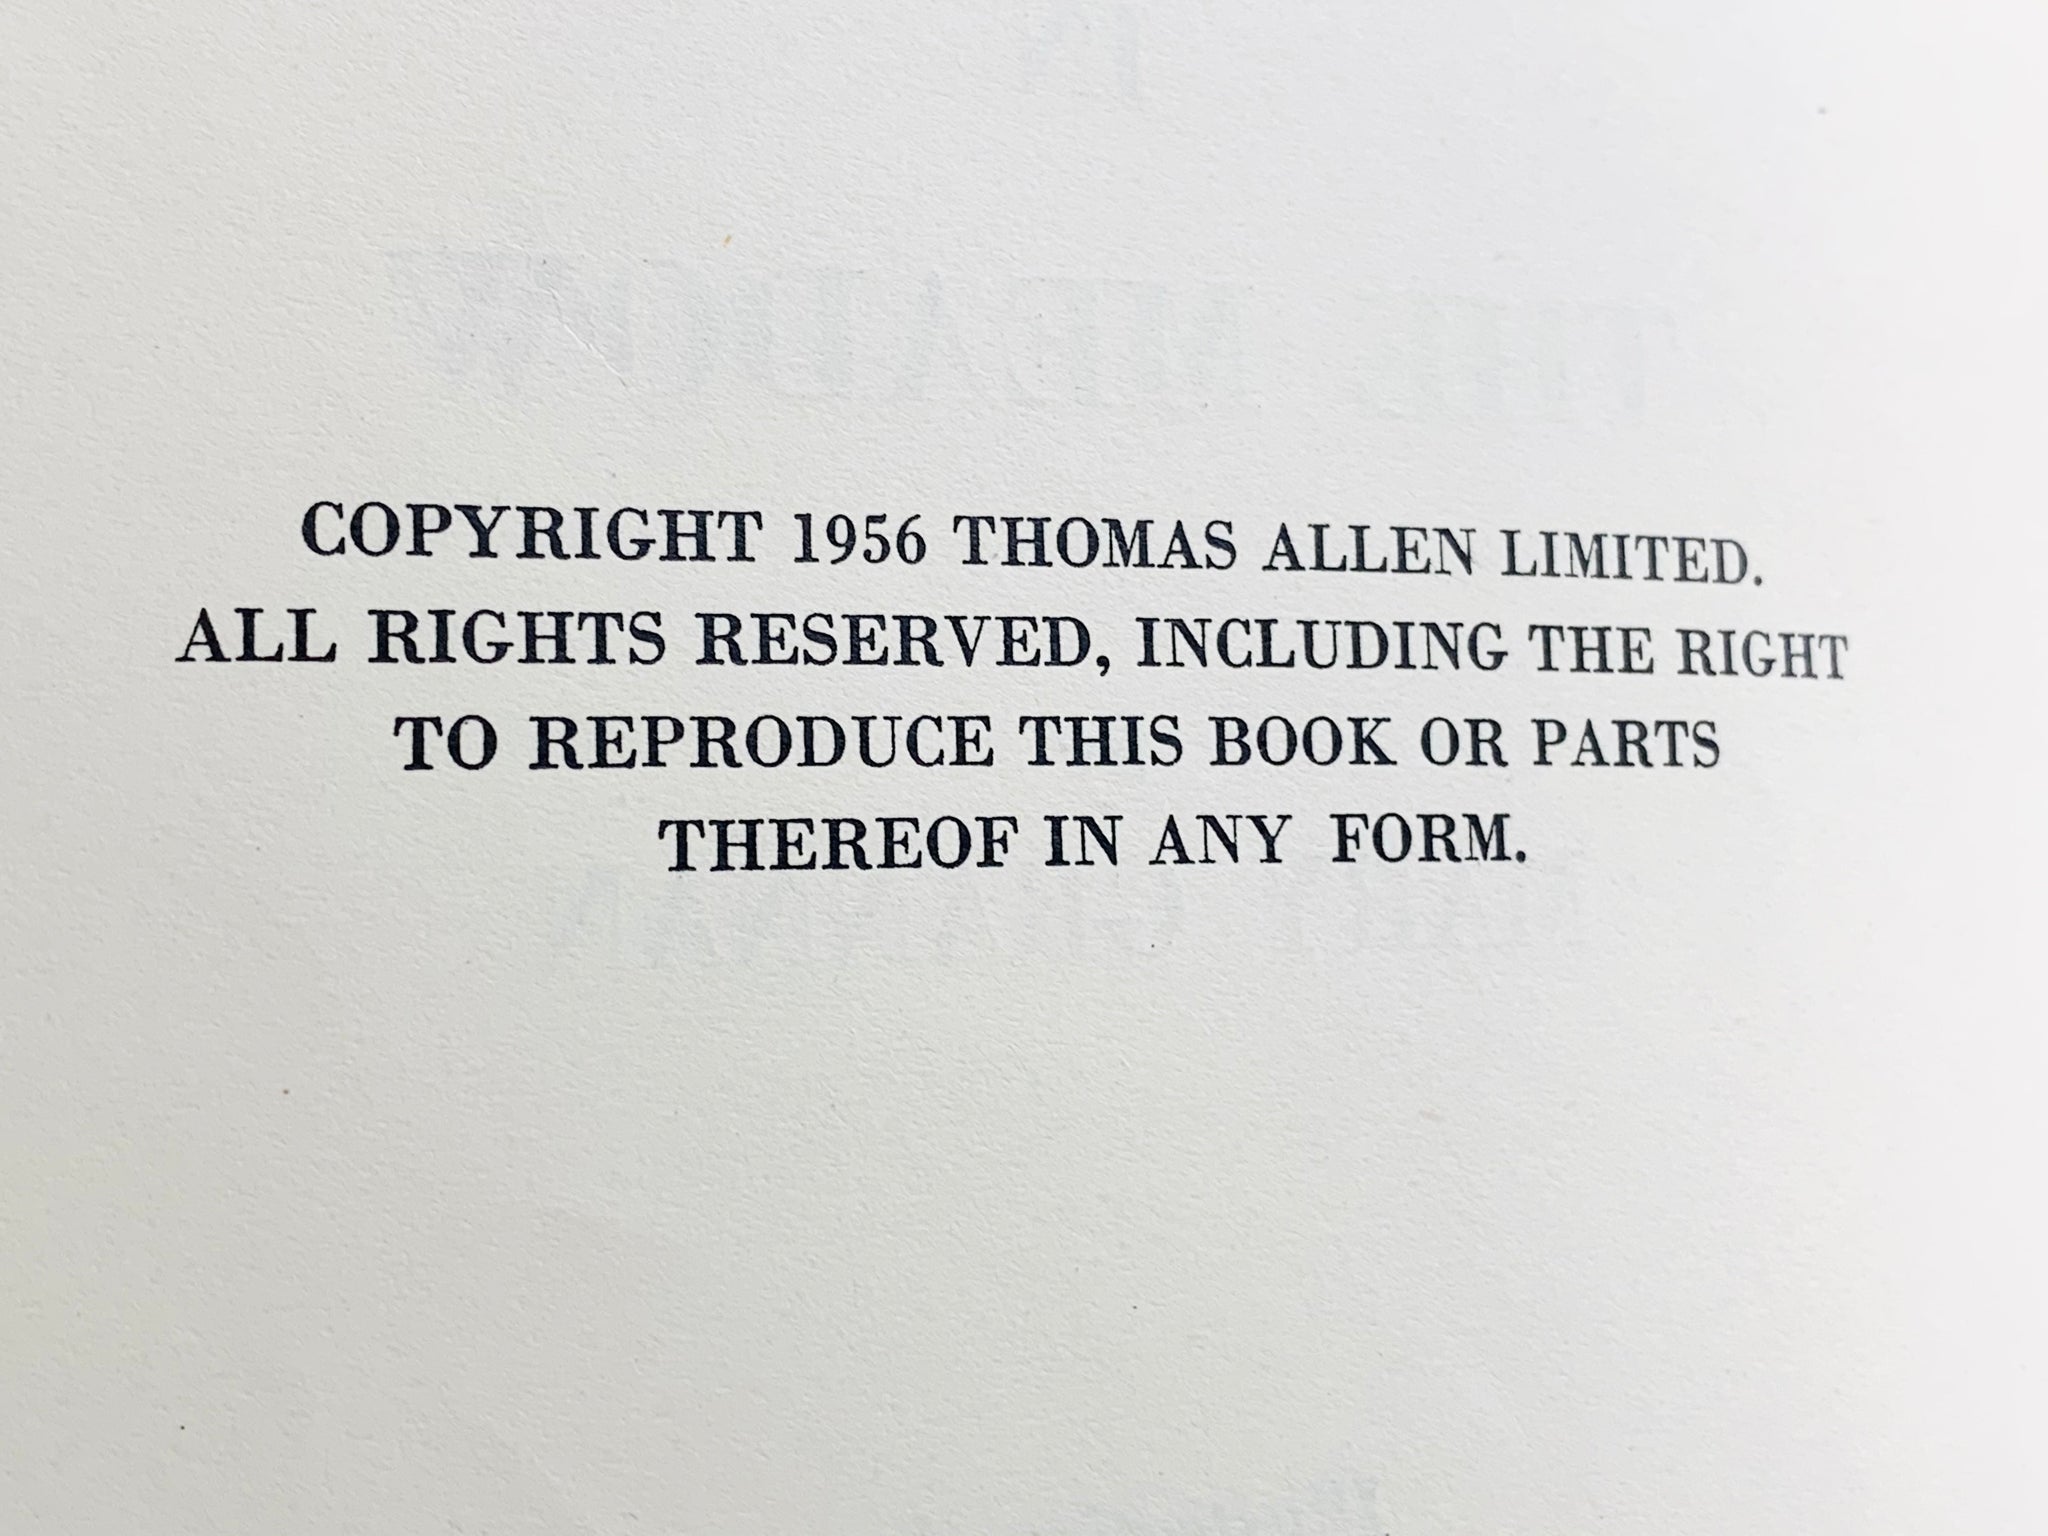 COPYRIGHT 1956 THOMAS ALLEN LIMITED.
ALL RIGHTS RESERVED, INCLUDING THE RIGHT
TO REPRODUCE THIS BOOK OR PARTS
THEREOF IN ANY FORM.